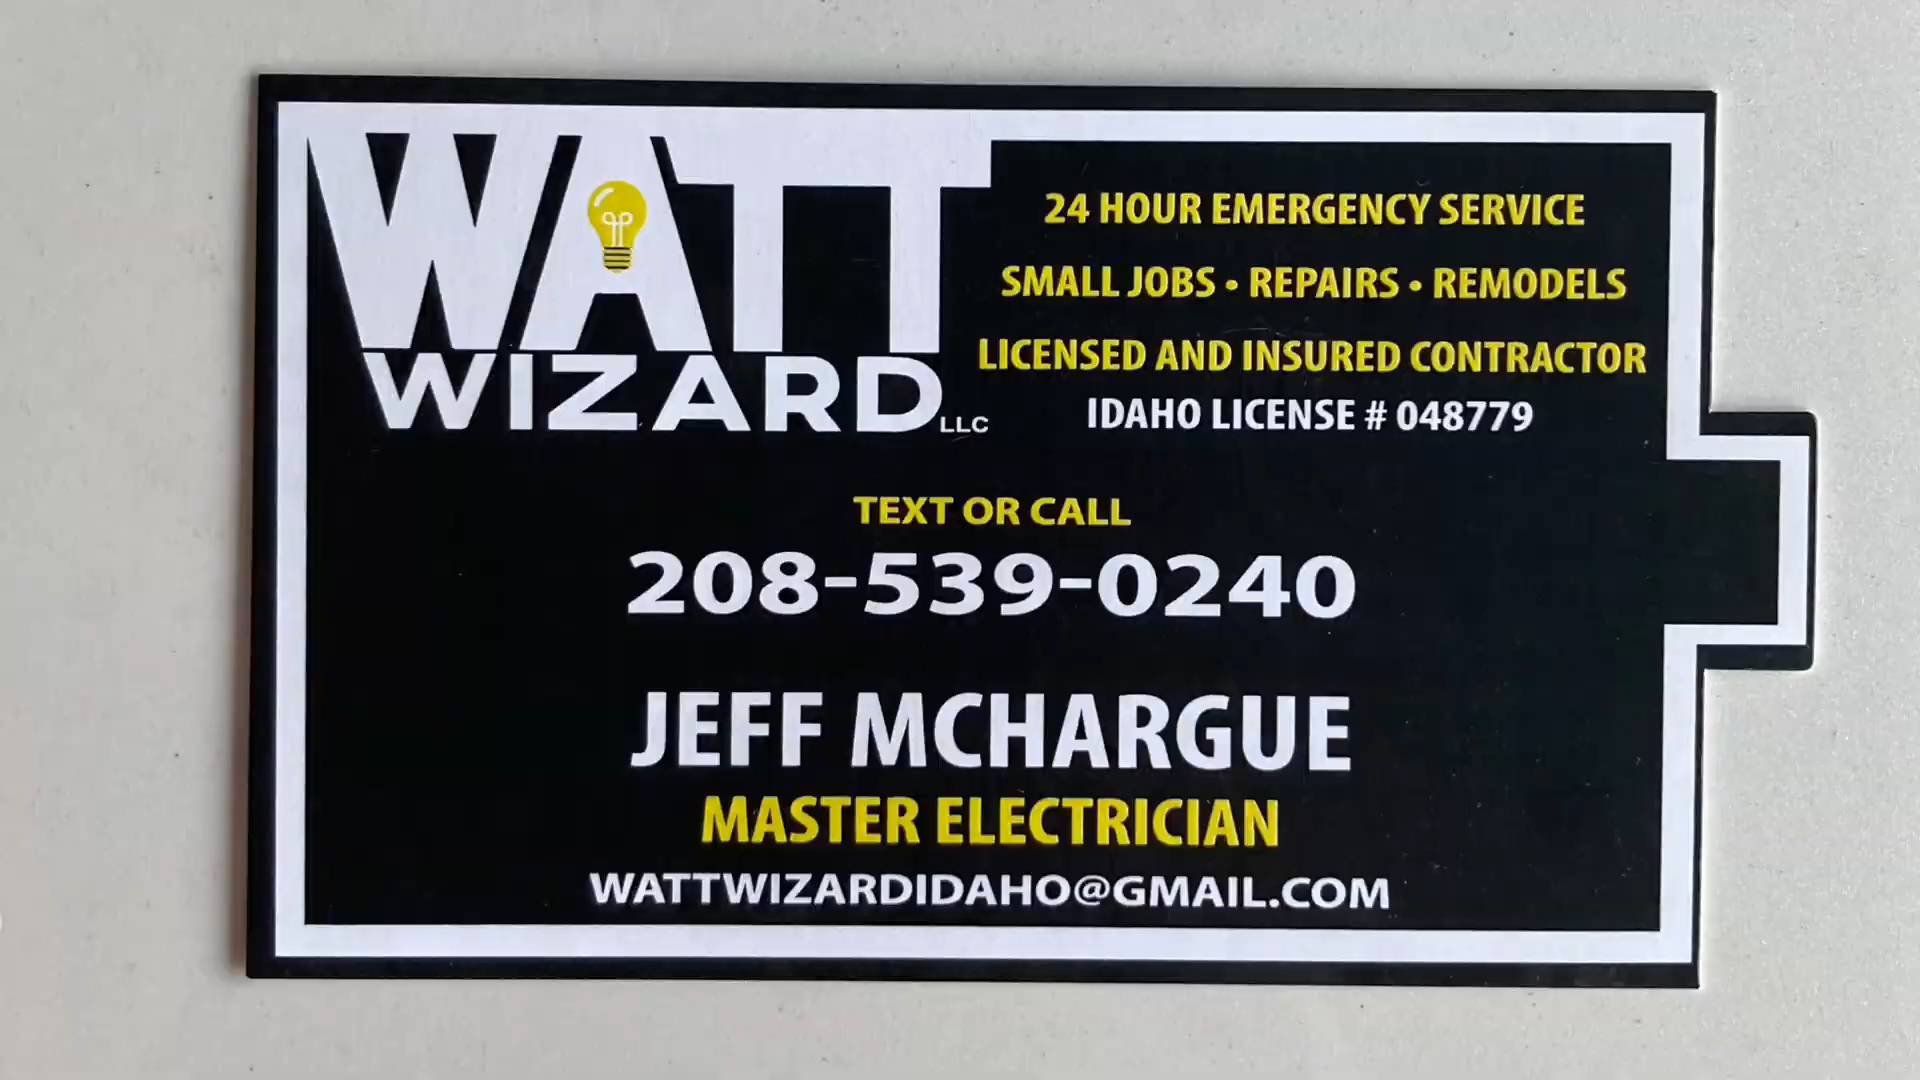 WATT
WIZARD LLC
24 HOUR EMERGENCY SERVICE
SMALL JOBS • REPAIRS • REMODELS
LICENSED AND INSURED CONTRACTOR
IDAHO LICENSE # 048779
TEXT OR CALL
208-539-0240
JEFF MCHARGUE
MASTER ELECTRICIAN
WATTWIZARDIDAHO@GMAIL.COM